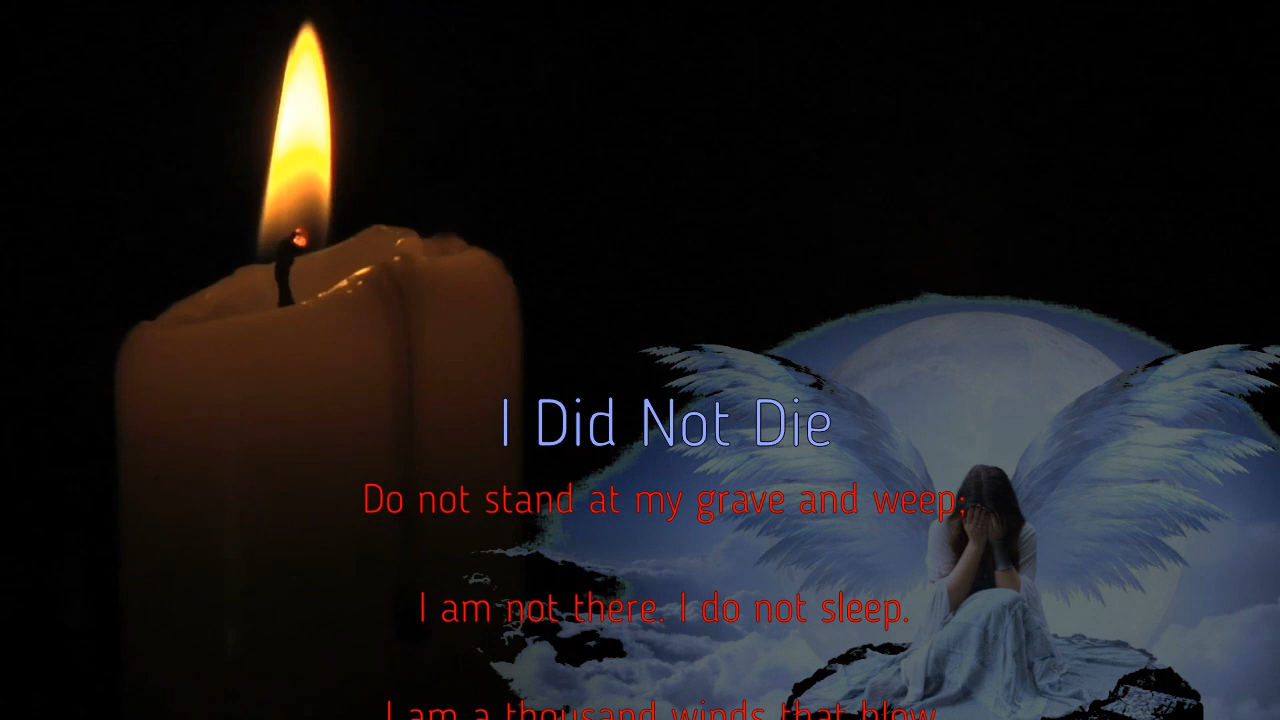 I Did Not Die
Do not stand at my grave and weep;
I am not there. I do not sleep.
I am a thousand winds that blow